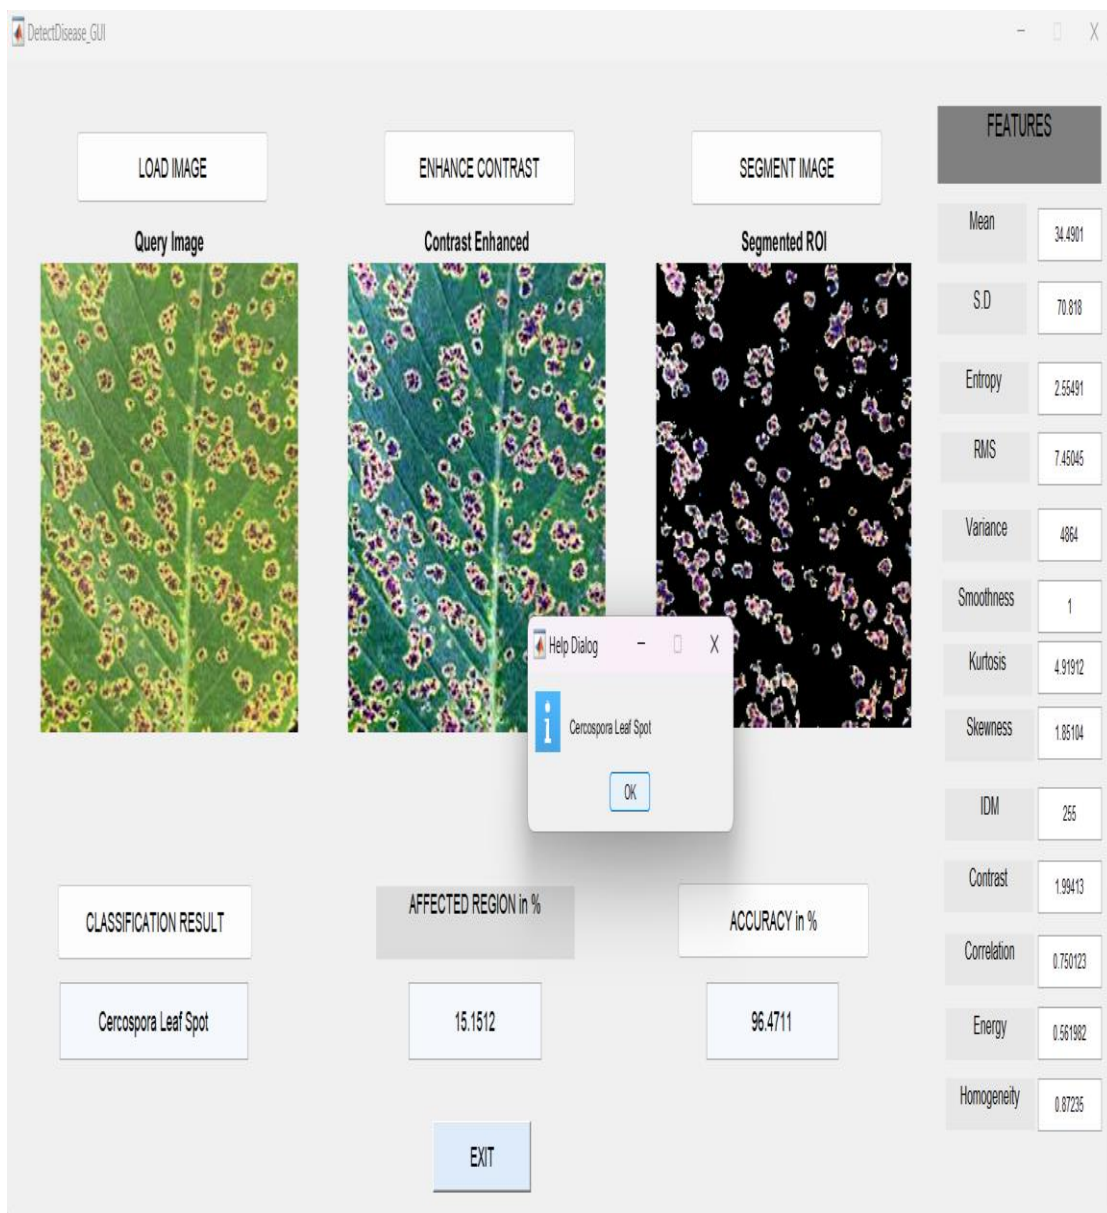 DetectDisease_GUI
LOAD IMAGE
ENHANCE CONTRAST
SEGMENT IMAGE
Query Image
Contrast Enhanced
Segmented ROI
Help Dialog
i
Cercospora Leaf Spot
OK
CLASSIFICATION RESULT
AFFECTED REGION in %
ACCURACY in %
Cercospora Leaf Spot
15.1512
96.4711
EXIT
FEATURES
Mean 34.4901
S.D 70.818
Entropy 2.55491
RMS 7.45045
Variance 4864
Smoothness 1
Kurtosis 4.91912
Skewness 1.85104
IDM 255
Contrast 1.99413
Correlation 0.750123
Energy 0.561982
Homogeneity 0.87235